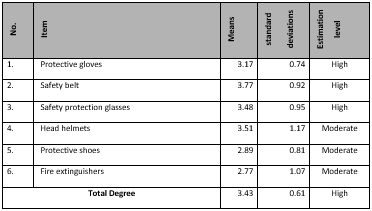 No. Item Means standard deviations Estimation level
1. Protective gloves 3.17 0.74 High
2. Safety belt 3.77 0.92 High
3. Safety protection glasses 3.48 0.95 High
4. Head helmets 3.51 1.17 Moderate
5. Protective shoes 2.89 0.81 Moderate
6. Fire extinguishers 2.77 1.07 Moderate
Total Degree 3.43 0.61 High